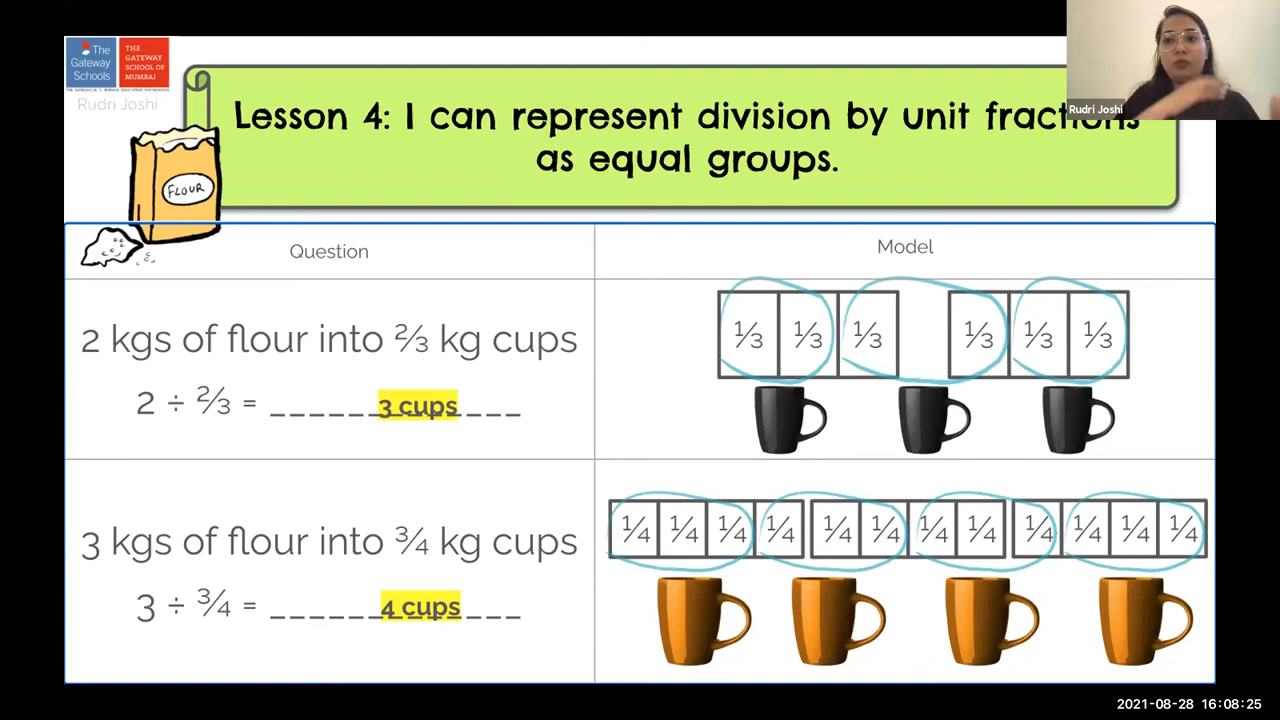 The
Gateway
Schools
THE
GATEWAY
SCHOOL OF
MUMBAI
Rudri Joshi
Rudri Joshi
Lesson 4: I can represent division by unit fractions
as equal groups.
FLOUR
Question
Model
2 kgs of flour into ⅔ kg cups
2 ÷ ⅔ = ______3 cups______
⅓ ⅓ ⅓ ⅓ ⅓ ⅓
3 kgs of flour into ¾ kg cups
3 ÷ ¾ = ______4 cups______
¼ ¼ ¼ ¼ ¼ ¼ ¼ ¼ ¼ ¼ ¼ ¼
2021-08-28 16:08:25